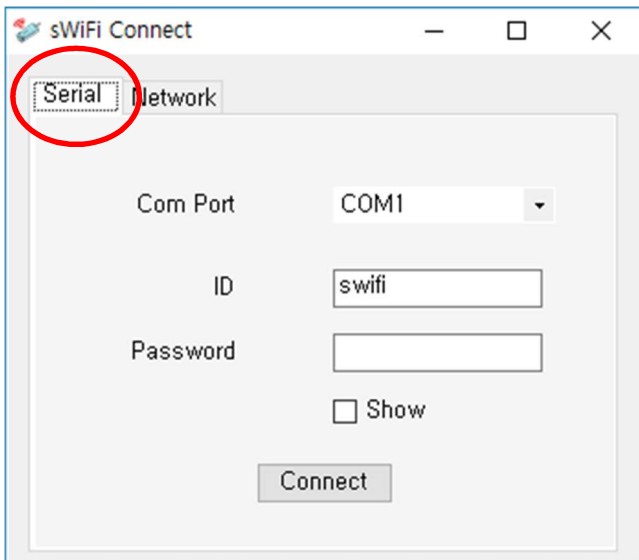 sWiFi Connect
Serial Network
Com Port COM1
ID swifi
Password
Show
Connect